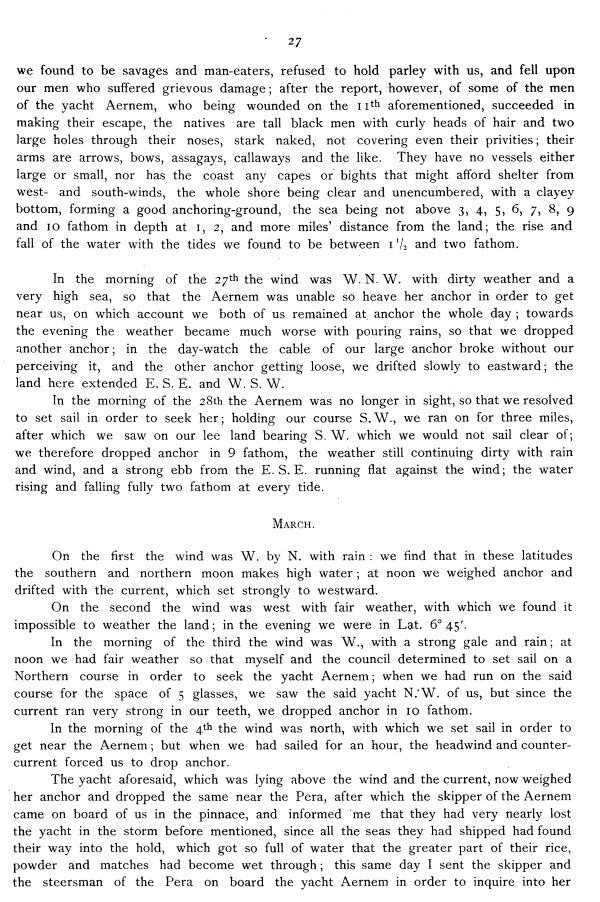 27
we found to be savages and man-eaters, refused to hold parley with us, and fell upon
our men who suffered grievous damage; after the report, however, of some of the men
of the yacht Aernem, who being wounded on the 11th aforementioned, succeeded in
making their escape, the natives are tall black men with curly heads of hair and two
large holes through their noses, stark naked, not covering even their privities; their
arms are arrows, bows, assagays, callaways and the like. They have no vessels either
large or small, nor has the coast any capes or bights that might afford shelter from
west- and south-winds, the whole shore being clear and unencumbered, with a clayey
bottom, forming a good anchoring-ground, the sea being not above 3, 4, 5, 6, 7, 8, 9
and 10 fathom in depth at 1, 2, and more miles' distance from the land; the rise and
fall of the water with the tides we found to be between 1 1/2 and two fathom.
In the morning of the 27th the wind was W. N. W. with dirty weather and a
very high sea, so that the Aernem was unable so heave her anchor in order to get
near us, on which account we both of us remained at anchor the whole day; towards
the evening the weather became much worse with pouring rains, so that we dropped
another anchor; in the day-watch the cable of our large anchor broke without our
perceiving it, and the other anchor getting loose, we drifted slowly to eastward; the
land here extended E. S. E. and W. S. W.
In the morning of the 28th the Aernem was no longer in sight, so that we resolved
to set sail in order to seek her; holding our course S. W., we ran on for three miles,
after which we saw on our lee land bearing S. W. which we would not sail clear of;
we therefore dropped anchor in 9 fathom, the weather still continuing dirty with rain
and wind, and a strong ebb from the E. S. E. running flat against the wind; the water
rising and falling fully two fathom at every tide.
MARCH.
On the first the wind was W. by N. with rain: we find that in these latitudes
the southern and northern moon makes high water; at noon we weighed anchor and
drifted with the current, which set strongly to westward.
On the second the wind was west with fair weather, with which we found it
impossible to weather the land; in the evening we were in Lat. 6° 45'.
In the morning of the third the wind was W., with a strong gale and rain; at
noon we had fair weather so that myself and the council determined to set sail on a
Northern course in order to seek the yacht Aernem; when we had run on the said
course for the space of 5 glasses, we saw the said yacht N. W. of us, but since the
current ran very strong in our teeth, we dropped anchor in 10 fathom.
In the morning of the 4th the wind was north, with which we set sail in order to
get near the Aernem; but when we had sailed for an hour, the headwind and counter-
current forced us to drop anchor.
The yacht aforesaid, which was lying above the wind and the current, now weighed
her anchor and dropped the same near the Pera, after which the skipper of the Aernem
came on board of us in the pinnace, and informed me that they had very nearly lost
the yacht in the storm before mentioned, since all the seas they had shipped had found
their way into the hold, which got so full of water that the greater part of their rice,
powder and matches had become wet through; this same day I sent the skipper and
the steersman of the Pera on board the yacht Aernem in order to inquire into her